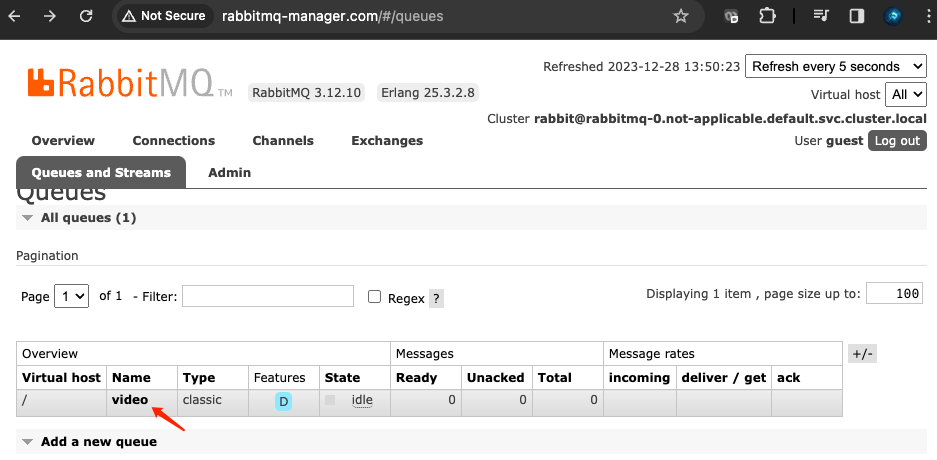 Not Secure rabbitmq-manager.com/#/queues
RabbitMQ TM RabbitMQ 3.12.10 Erlang 25.3.2.8
Refreshed 2023-12-28 13:50:23 Refresh every 5 seconds
Virtual host All
Cluster rabbit@rabbitmq-0.not-applicable.default.svc.cluster.local
User guest Log out
Overview Connections Channels Exchanges
Queues and Streams Admin
Queues
All queues (1)
Pagination
Page 1 of 1 - Filter: Regex ? Displaying 1 item , page size up to: 100
Overview Messages Message rates +/-
Virtual host Name Type Features State Ready Unacked Total incoming deliver / get ack
/ video classic D idle 0 0 0
Add a new queue